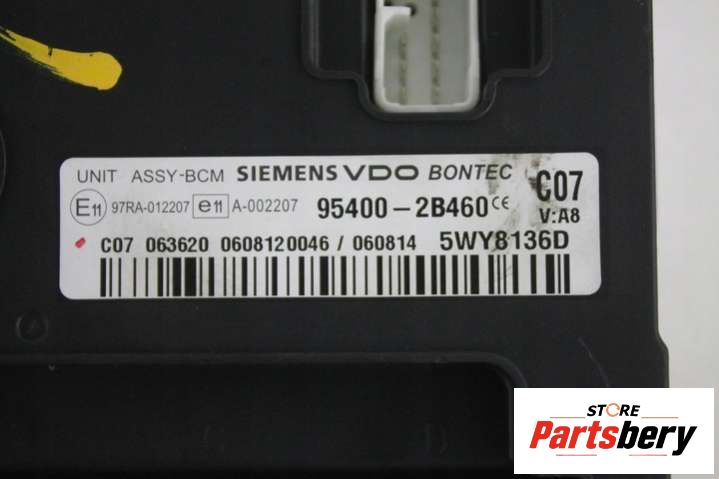 UNIT ASSY-BCM SIEMENS VDO BONTEC
E11 97RA-012207 e11 A-002207 95400-2B460 CE C07
V:A8
C07 063620 0608120046 / 060814 5WY8136D
STORE
Partsbery